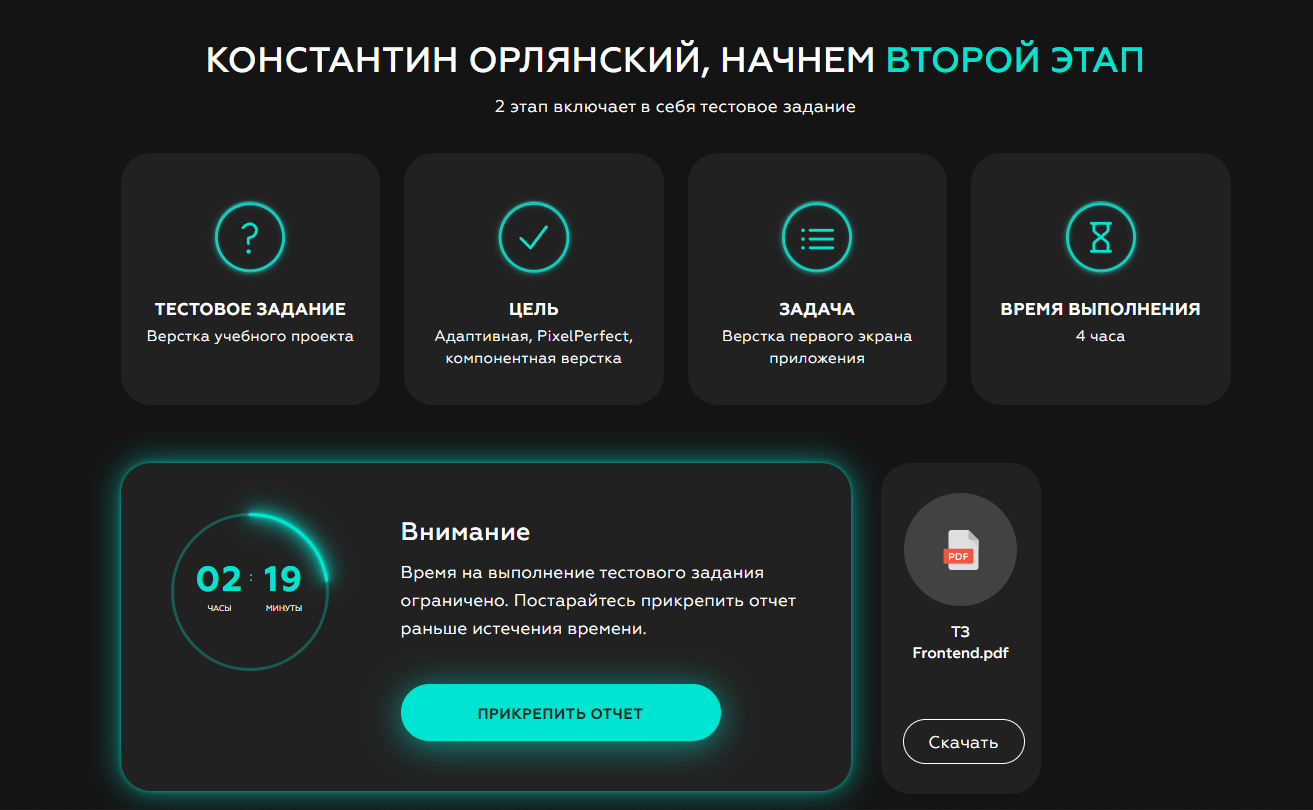 КОНСТАНТИН ОРЛЯНСКИЙ, НАЧНЕМ ВТОРОЙ ЭТАП
2 этап включает в себя тестовое задание
?
ТЕСТОВОЕ ЗАДАНИЕ
Верстка учебного проекта
ЦЕЛЬ
Адаптивная, PixelPerfect,
компонентная верстка
ЗАДАЧА
Верстка первого экрана
приложения
ВРЕМЯ ВЫПОЛНЕНИЯ
4 часа
02 : 19
ЧАСЫ МИНУТЫ
Внимание
Время на выполнение тестового задания
ограничено. Постарайтесь прикрепить отчет
раньше истечения времени.
ПРИКРЕПИТЬ ОТЧЕТ
PDF
ТЗ
Frontend.pdf
Скачать